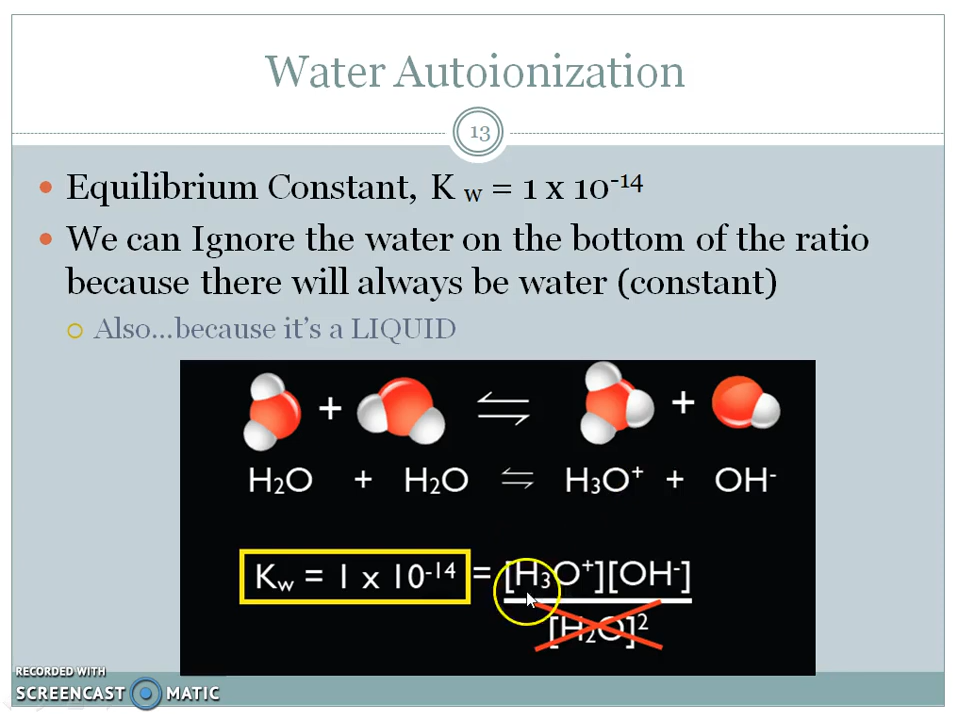 Water Autoionization
13
Equilibrium Constant, K w = 1 x 10⁻¹⁴
We can Ignore the water on the bottom of the ratio
because there will always be water (constant)
Also...because it's a LIQUID
+ ⇌ +
H₂O + H₂O ⇌ H₃O⁺ + OH⁻
Kw = 1 x 10⁻¹⁴ = [H₃O⁺][OH⁻]
[H₂O]²
RECORDED WITH
SCREENCAST MATIC